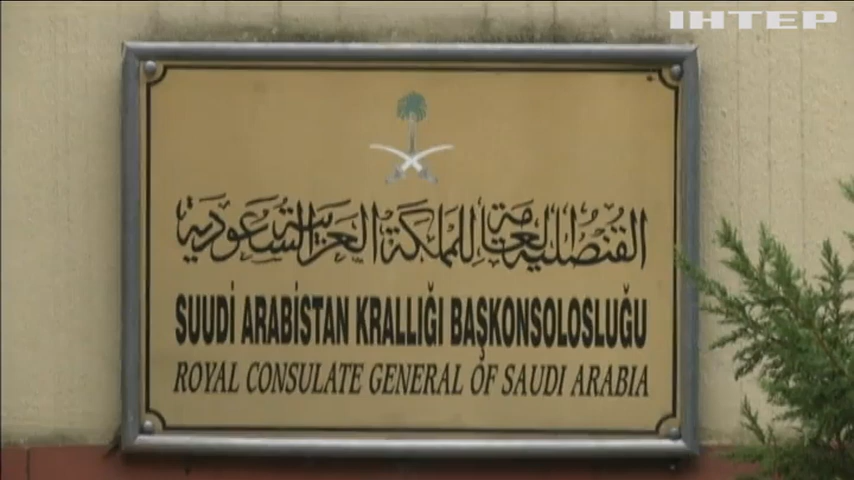 ІНТЕР
القنصلية العامة للمملكة العربية السعودية
SUUDİ ARABİSTAN KRALLIĞI BAŞKONSOLOSLUĞU
ROYAL CONSULATE GENERAL OF SAUDI ARABIA